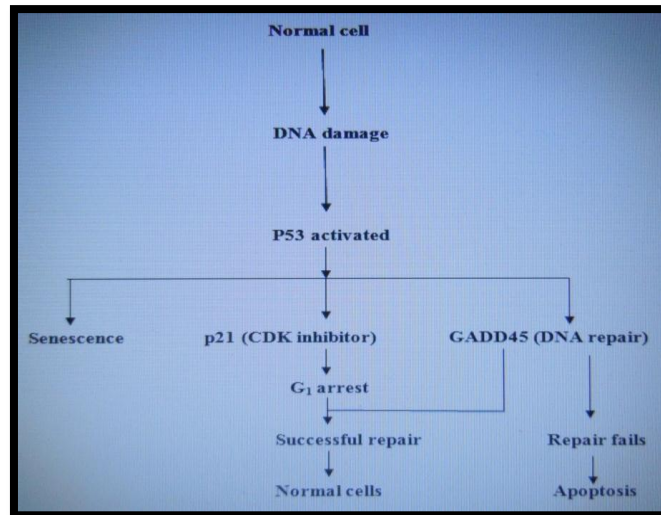 Normal cell
DNA damage
P53 activated
Senescence
p21 (CDK inhibitor)
GADD45 (DNA repair)
G₁ arrest
Successful repair
Repair fails
Normal cells
Apoptosis